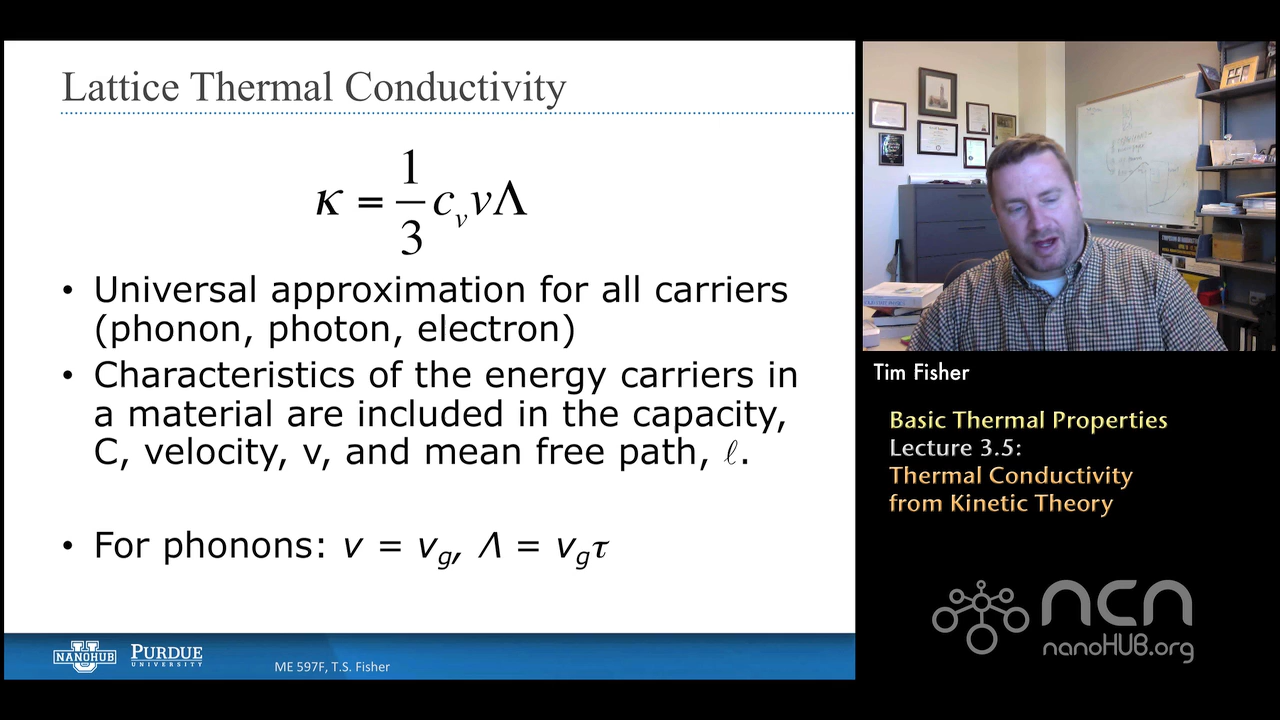 Lattice Thermal Conductivity
κ = 1/3 c_v vΛ
• Universal approximation for all carriers
(phonon, photon, electron)
• Characteristics of the energy carriers in
a material are included in the capacity,
C, velocity, v, and mean free path, ℓ.
• For phonons: v = v_g, Λ = v_gτ
NANOHUB
PURDUE
UNIVERSITY
ME 597F, T.S. Fisher
Tim Fisher
Basic Thermal Properties
Lecture 3.5:
Thermal Conductivity
from Kinetic Theory
ncn
nanoHUB.org